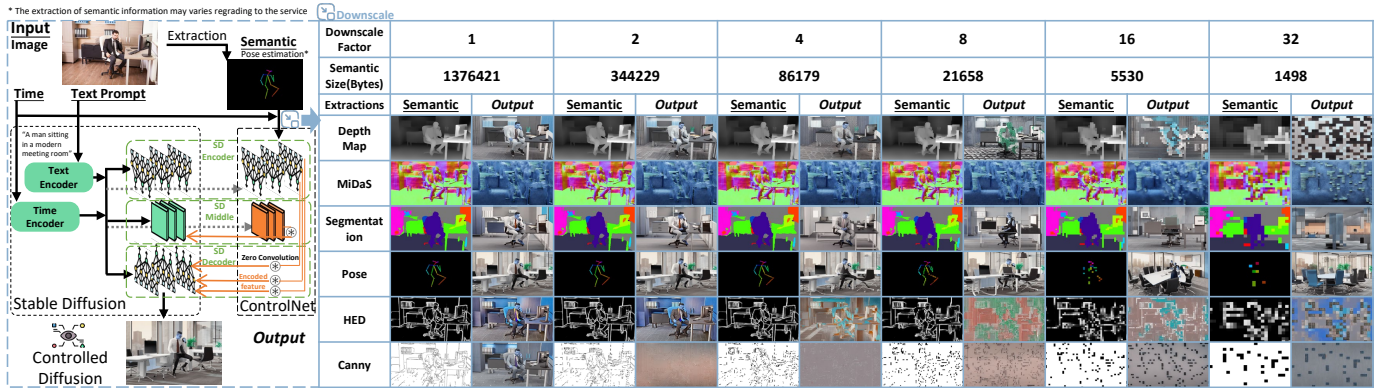 * The extraction of semantic information may varies regrading to the service
Downscale
Input
Image
Extraction
Semantic
Pose estimation*
Time
Text Prompt
"A man sitting
in a modern
meeting room"
Text
Encoder
Time
Encoder
SD
Encoder
SD
Middle
SD
Decoder
Zero Convolution
Encoded
feature
Stable Diffusion
ControlNet
Controlled
Diffusion
Output
Downscale
Factor
1 2 4 8 16 32
Semantic
Size(Bytes)
1376421 344229 86179 21658 5530 1498
Extractions Semantic Output Semantic Output Semantic Output Semantic Output Semantic Output Semantic Output
Depth
Map
MiDaS
Segmentat
ion
Pose
HED
Canny